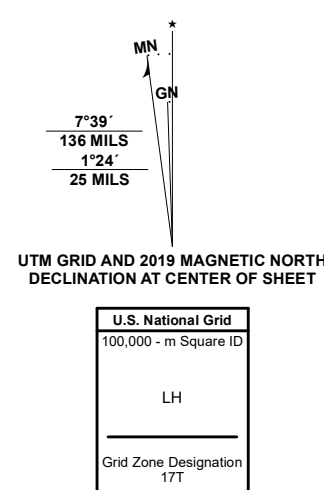 MN
GN
7°39´
136 MILS
1°24´
25 MILS
UTM GRID AND 2019 MAGNETIC NORTH
DECLINATION AT CENTER OF SHEET
U.S. National Grid
100,000 - m Square ID
LH
Grid Zone Designation
17T